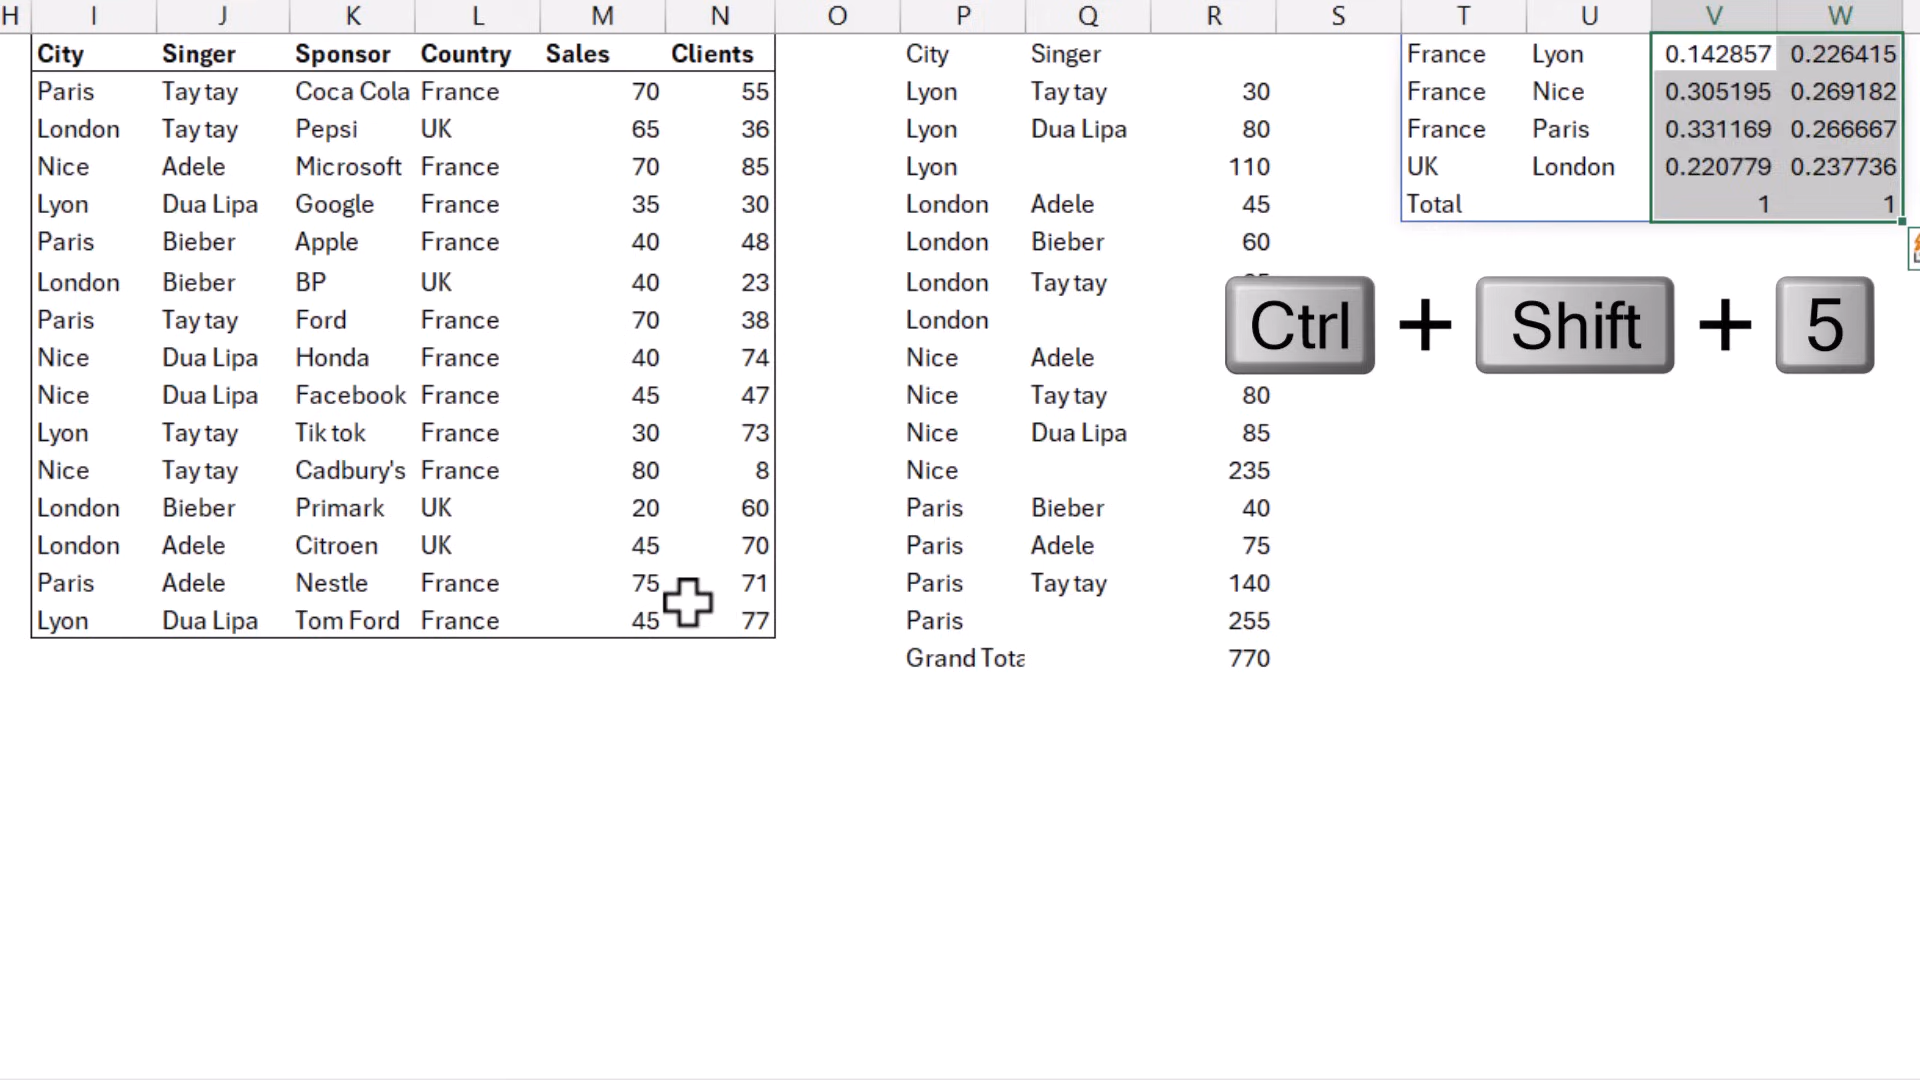 H I J K L M N O P Q R S T U V W
City Singer Sponsor Country Sales Clients City Singer France Lyon 0.142857 0.226415
Paris Tay tay Coca Cola France 70 55 Lyon Tay tay 30 France Nice 0.305195 0.269182
London Tay tay Pepsi UK 65 36 Lyon Dua Lipa 80 France Paris 0.331169 0.266667
Nice Adele Microsoft France 70 85 Lyon 110 UK London 0.220779 0.237736
Lyon Dua Lipa Google France 35 30 London Adele 45 Total 1 1
Paris Bieber Apple France 40 48 London Bieber 60
London Bieber BP UK 40 23 London Tay tay
Paris Tay tay Ford France 70 38 London
Ctrl + Shift + 5
Nice Dua Lipa Honda France 40 74 Nice Adele
Nice Dua Lipa Facebook France 45 47 Nice Tay tay 80
Lyon Tay tay Tik tok France 30 73 Nice Dua Lipa 85
Nice Tay tay Cadbury's France 80 8 Nice 235
London Bieber Primark UK 20 60 Paris Bieber 40
London Adele Citroen UK 45 70 Paris Adele 75
Paris Adele Nestle France 75 71 Paris Tay tay 140
Lyon Dua Lipa Tom Ford France 45 77 Paris 255
Grand Tota 770